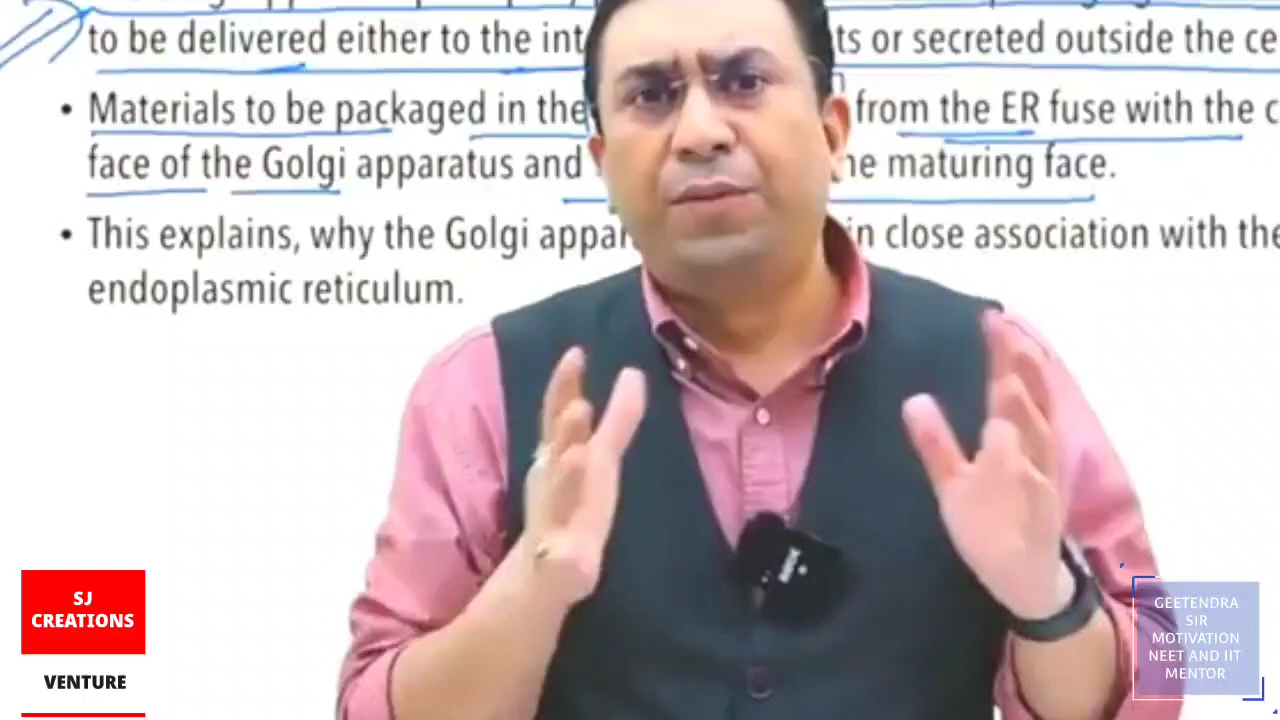 to be delivered either to the int ts or secreted outside the ce
• Materials to be packaged in the from the ER fuse with the c
face of the Golgi apparatus and he maturing face.
• This explains, why the Golgi appar in close association with the
endoplasmic reticulum.
SJ
CREATIONS
VENTURE
GEETENDRA
SIR
MOTIVATION
NEET AND IIT
MENTOR